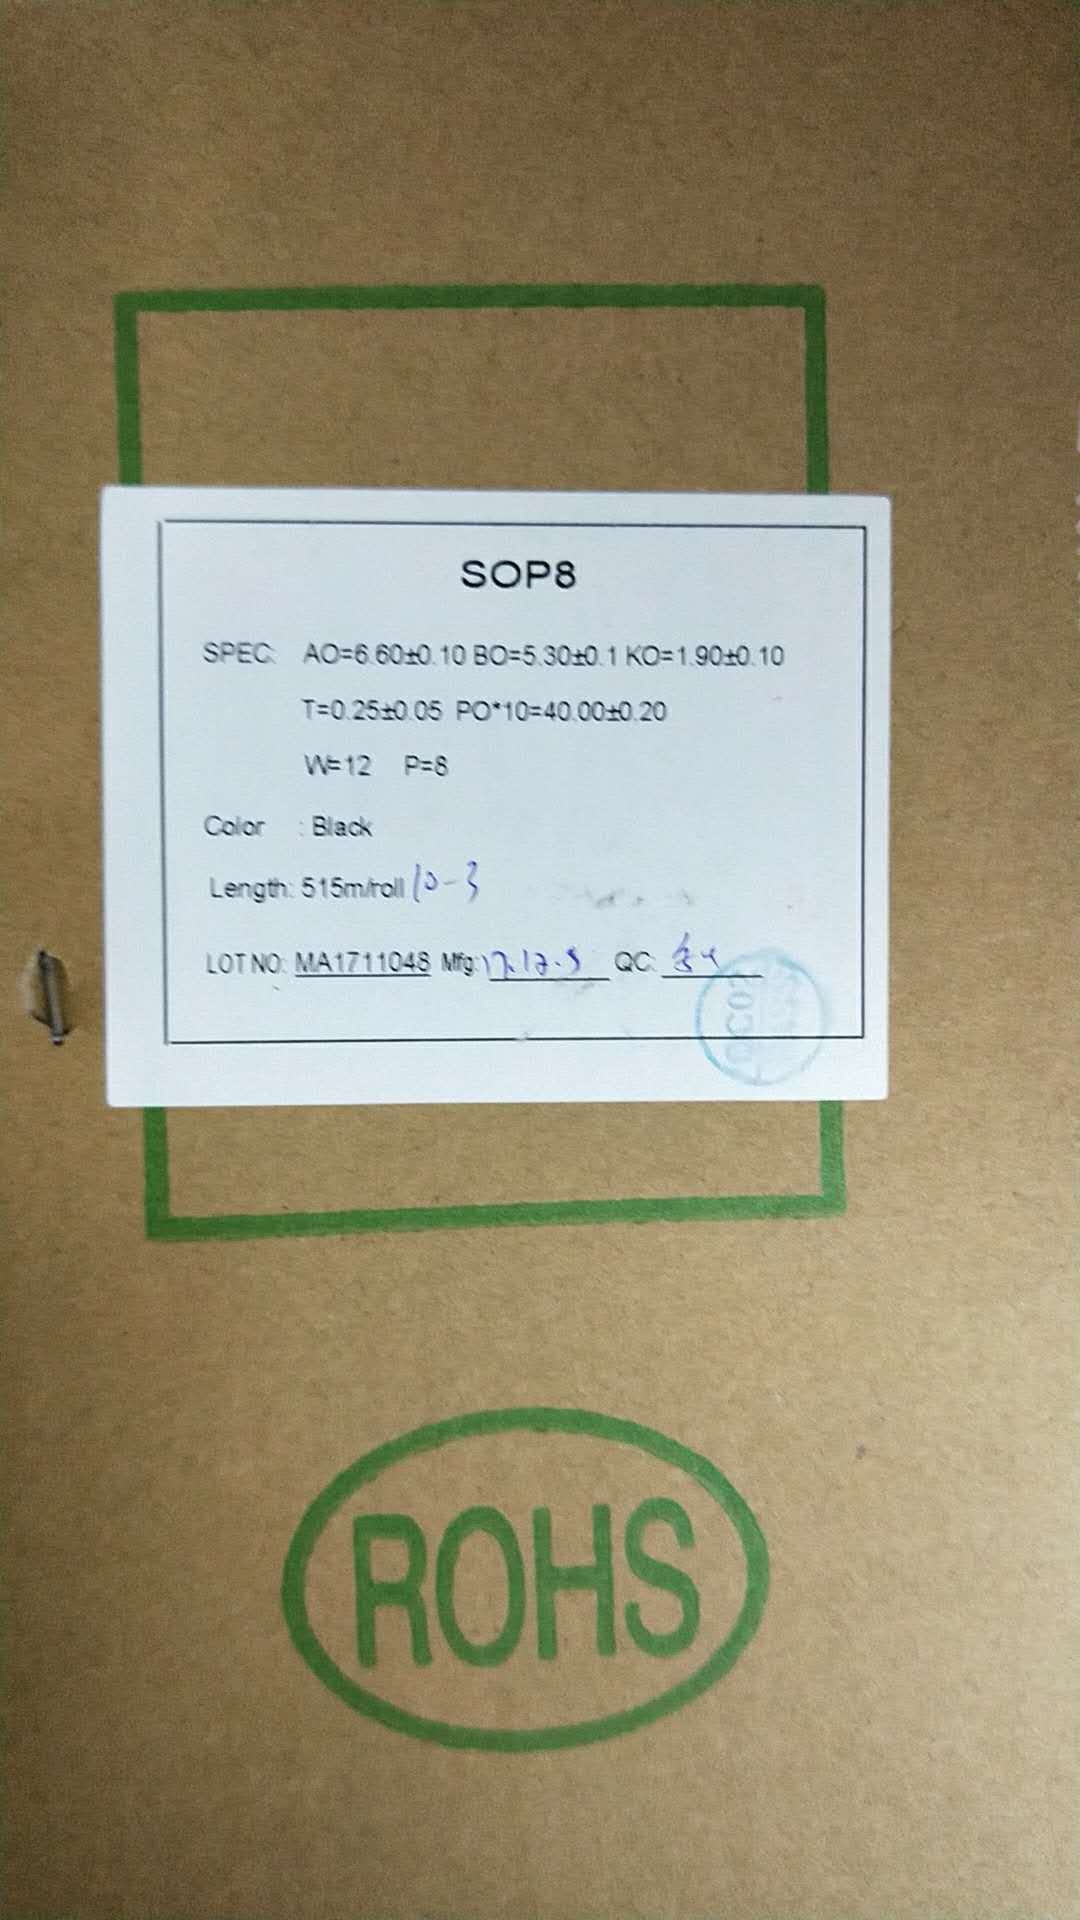 SOP8
SPEC: AO=6.60±0.10 BO=5.30±0.1 KO=1.90±0.10
T=0.25±0.05 PO*10=40.00±0.20
W=12 P=8
Color : Black
Length: 515m/roll 10-3
LOT NO: MA1711048 Mfg: 17.12.5 QC:
ROHS